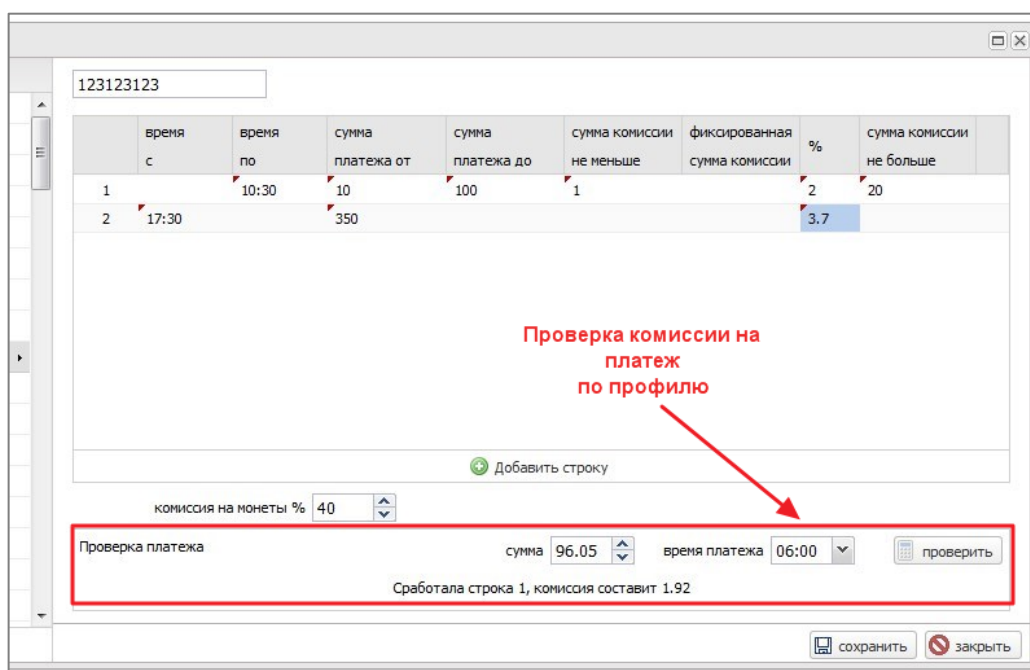 123123123
время с время по сумма платежа от сумма платежа до сумма комиссии не меньше фиксированная сумма комиссии % сумма комиссии не больше
1 10:30 10 100 1 2 20
2 17:30 350 3.7
Проверка комиссии на
платеж
по профилю
Добавить строку
комиссия на монеты % 40
Проверка платежа сумма 96.05 время платежа 06:00 проверить
Сработала строка 1, комиссия составит 1.92
сохранить закрыть